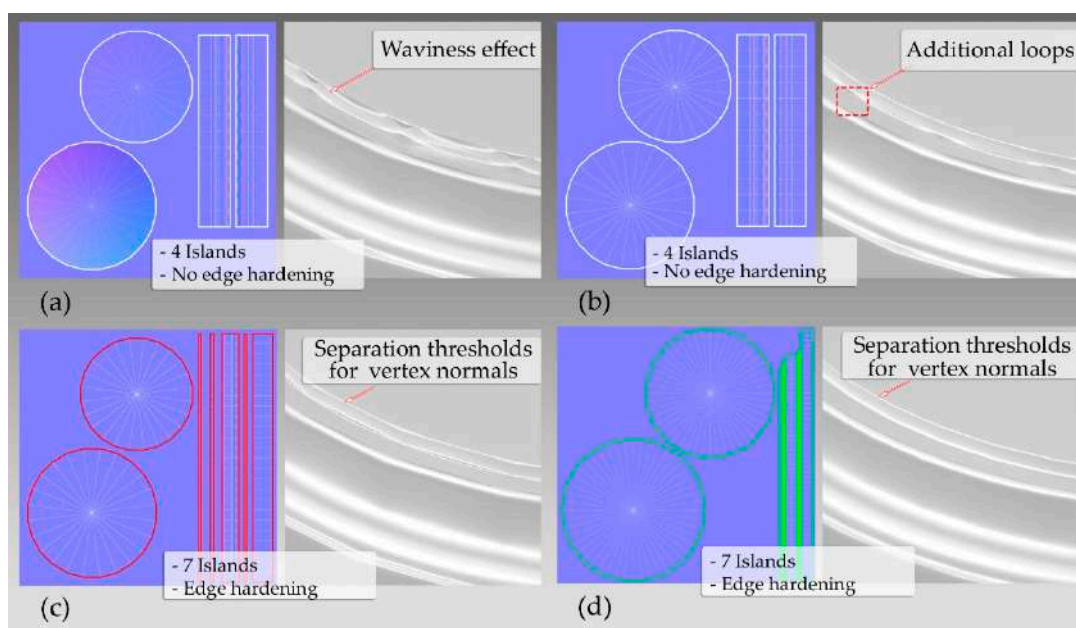 Waviness effect
- 4 Islands
- No edge hardening
(a)
Additional loops
- 4 Islands
- No edge hardening
(b)
Separation thresholds
for vertex normals
- 7 Islands
- Edge hardening
(c)
Separation thresholds
for vertex normals
- 7 Islands
- Edge hardening
(d)